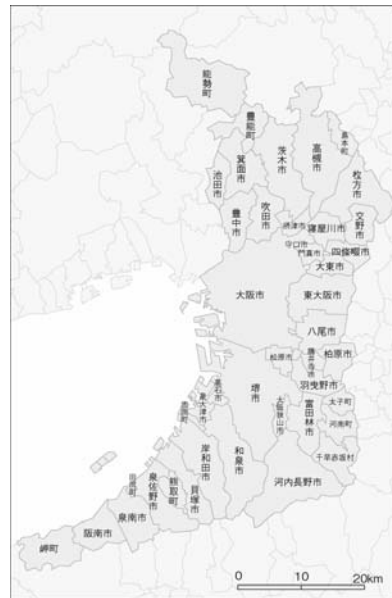 能勢町
豊能町
茨木市
高槻市
島本町
箕面市
池田市
枚方市
豊中市
吹田市
交野市
摂津市
寝屋川市
守口市
門真市
四條畷市
大東市
大阪市
東大阪市
八尾市
松原市
藤井寺市
柏原市
堺市
高石市
羽曳野市
泉大津市
忠岡町
大阪狭山市
富田林市
太子町
河南町
岸和田市
和泉市
千早赤阪村
田尻町
泉佐野市
熊取町
貝塚市
河内長野市
泉南市
阪南市
岬町
0 10 20km